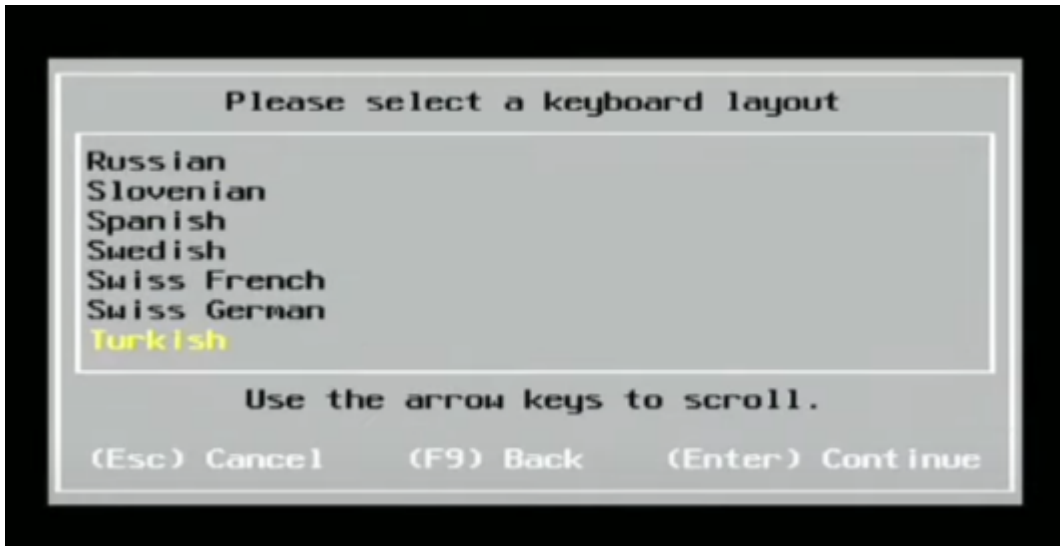 Please select a keyboard layout
Russian
Slovenian
Spanish
Swedish
Swiss French
Swiss German
Turkish
Use the arrow keys to scroll.
(Esc) Cancel (F9) Back (Enter) Continue